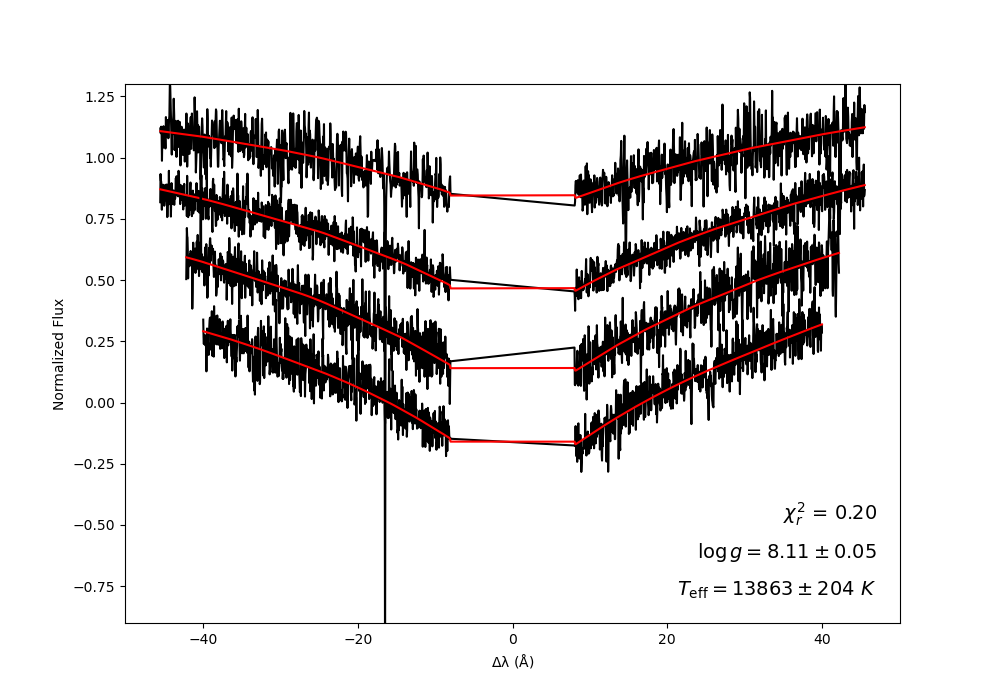 1.25
1.00
0.75
0.50
0.25
0.00
−0.25
−0.50
−0.75
Normalized Flux
χ²ᵣ = 0.20
log g = 8.11 ± 0.05
T_eff = 13863 ± 204 K
−40 −20 0 20 40
Δλ (Å)